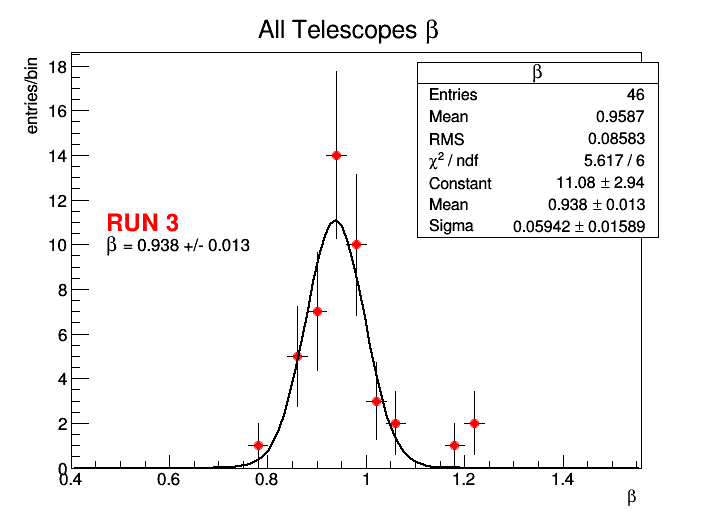 All Telescopes β
entries/bin
18
16
14
12
10
8
6
4
2
0
0.4
0.6
0.8
1
1.2
1.4
β
RUN 3
β = 0.938 +/- 0.013
β
Entries 46
Mean 0.9587
RMS 0.08583
χ² / ndf 5.617 / 6
Constant 11.08 ± 2.94
Mean 0.938 ± 0.013
Sigma 0.05942 ± 0.01589